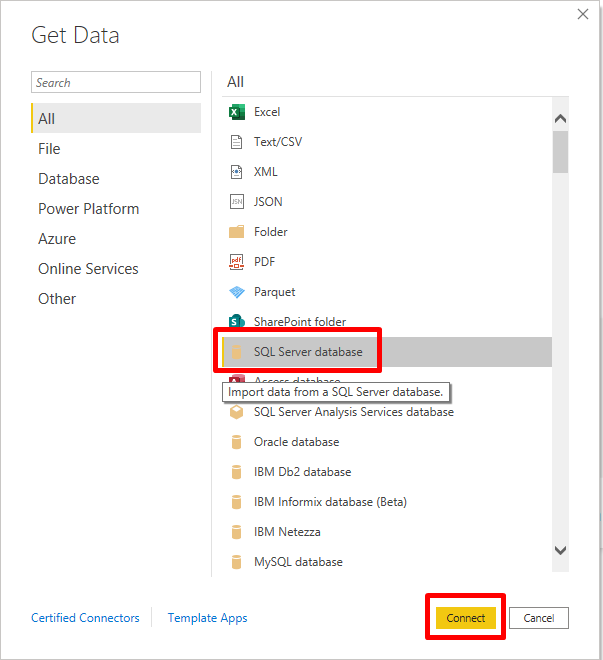 Get Data
Search
All
File
Database
Power Platform
Azure
Online Services
Other
All
Excel
Text/CSV
XML
JSON
Folder
PDF
Parquet
SharePoint folder
SQL Server database
Access database
Import data from a SQL Server database.
SQL Server Analysis Services database
Oracle database
IBM Db2 database
IBM Informix database (Beta)
IBM Netezza
MySQL database
Certified Connectors
Template Apps
Connect
Cancel